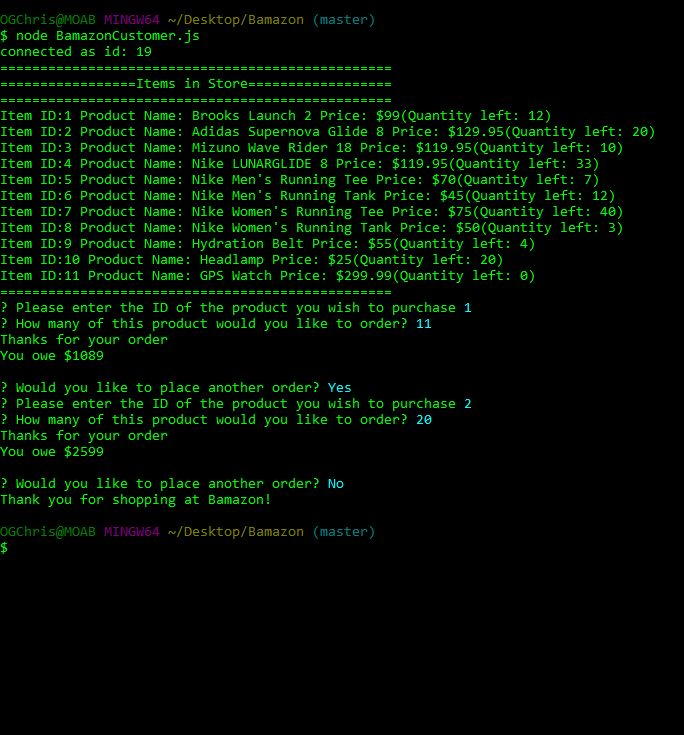 OGChris@MOAB MINGW64 ~/Desktop/Bamazon (master)
$ node BamazonCustomer.js
connected as id: 19
=================================================
=================Items in Store==================
=================================================
Item ID:1 Product Name: Brooks Launch 2 Price: $99(Quantity left: 12)
Item ID:2 Product Name: Adidas Supernova Glide 8 Price: $129.95(Quantity left: 20)
Item ID:3 Product Name: Mizuno Wave Rider 18 Price: $119.95(Quantity left: 10)
Item ID:4 Product Name: Nike LUNARGLIDE 8 Price: $119.95(Quantity left: 33)
Item ID:5 Product Name: Nike Men's Running Tee Price: $70(Quantity left: 7)
Item ID:6 Product Name: Nike Men's Running Tank Price: $45(Quantity left: 12)
Item ID:7 Product Name: Nike Women's Running Tee Price: $75(Quantity left: 40)
Item ID:8 Product Name: Nike Women's Running Tank Price: $50(Quantity left: 3)
Item ID:9 Product Name: Hydration Belt Price: $55(Quantity left: 4)
Item ID:10 Product Name: Headlamp Price: $25(Quantity left: 20)
Item ID:11 Product Name: GPS Watch Price: $299.99(Quantity left: 0)
=================================================
? Please enter the ID of the product you wish to purchase 1
? How many of this product would you like to order? 11
Thanks for your order
You owe $1089
? Would you like to place another order? Yes
? Please enter the ID of the product you wish to purchase 2
? How many of this product would you like to order? 20
Thanks for your order
You owe $2599
? Would you like to place another order? No
Thank you for shopping at Bamazon!
OGChris@MOAB MINGW64 ~/Desktop/Bamazon (master)
$